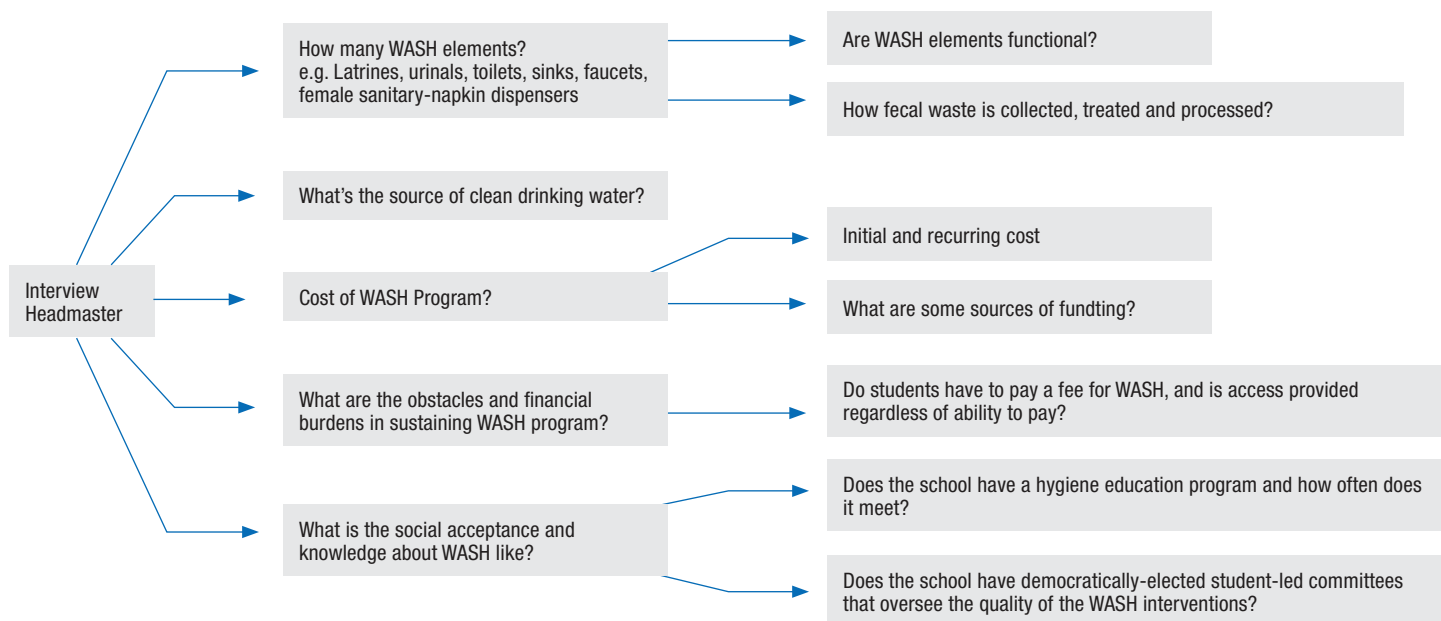 Interview
Headmaster
How many WASH elements?
e.g. Latrines, urinals, toilets, sinks, faucets,
female sanitary-napkin dispensers
Are WASH elements functional?
How fecal waste is collected, treated and processed?
What's the source of clean drinking water?
Cost of WASH Program?
Initial and recurring cost
What are some sources of fundting?
What are the obstacles and financial
burdens in sustaining WASH program?
Do students have to pay a fee for WASH, and is access provided
regardless of ability to pay?
What is the social acceptance and
knowledge about WASH like?
Does the school have a hygiene education program and how often does
it meet?
Does the school have democratically-elected student-led committees
that oversee the quality of the WASH interventions?